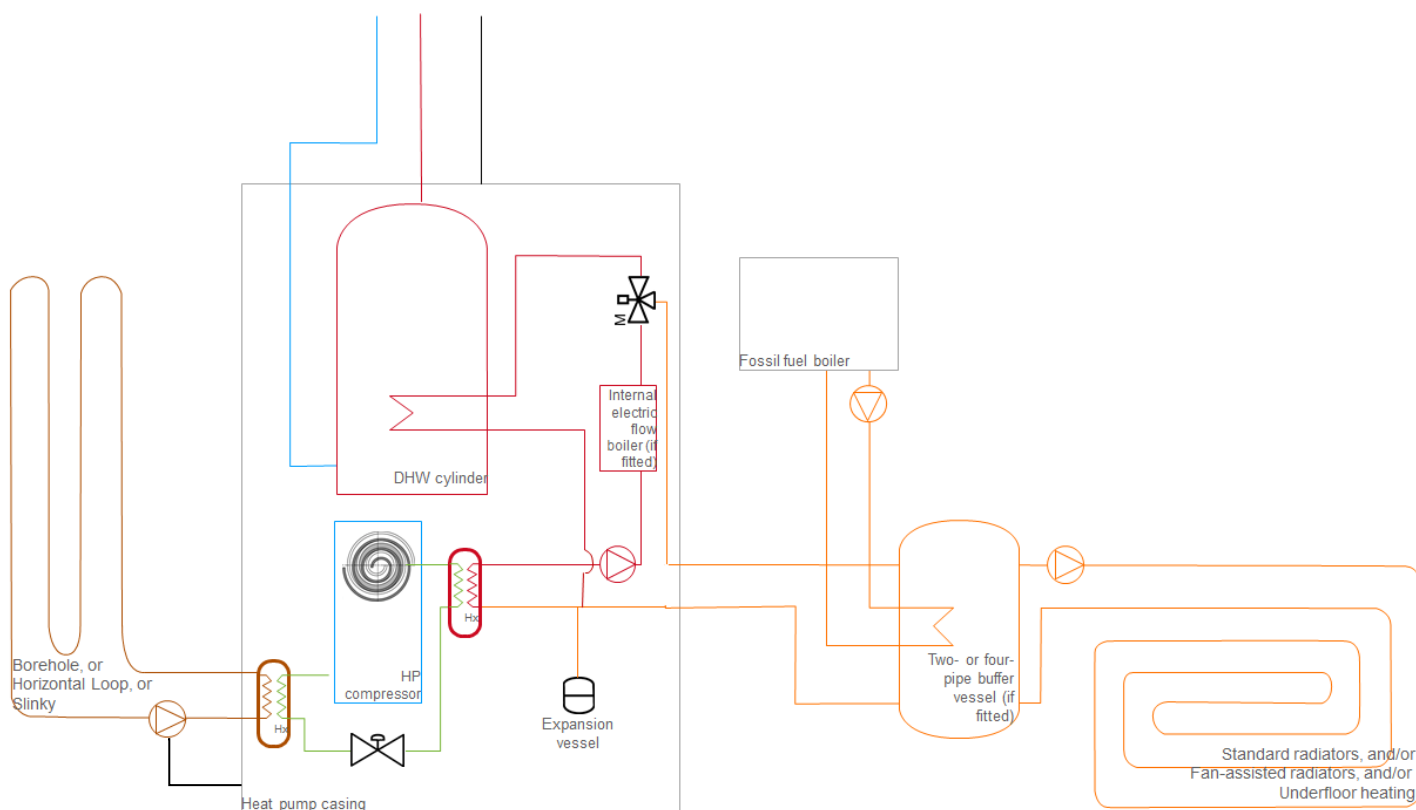 M
Fossil fuel boiler
Internal
electric
flow
boiler (if
fitted)
DHW cylinder
Hx
Borehole, or
Horizontal Loop, or
Slinky
HP
compressor
Two- or four-
pipe buffer
vessel (if
fitted)
Hx
Expansion
vessel
Standard radiators, and/or
Fan-assisted radiators, and/or
Underfloor heating
Heat pump casing